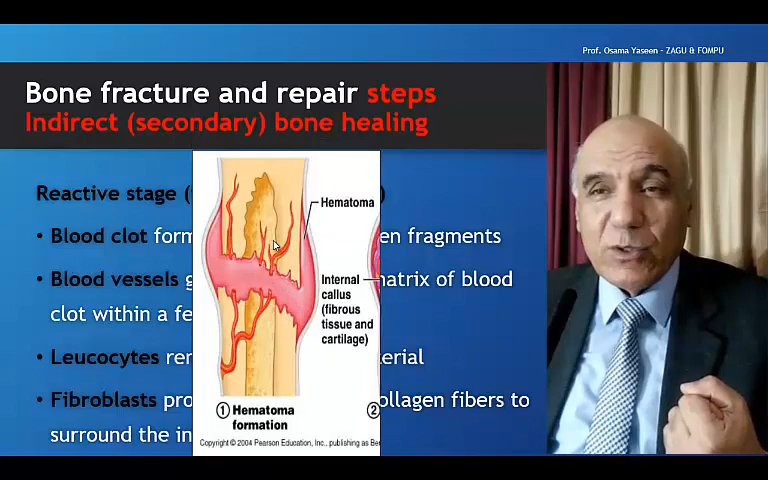 Prof. Osama Yaseen - ZAGU & FOMPU
Bone fracture and repair steps
Indirect (secondary) bone healing
Reactive stage ( )
• Blood clot form en fragments
• Blood vessels g matrix of blood
clot within a fe
• Leucocytes rem erial
• Fibroblasts pro ollagen fibers to
surround the in
Hematoma
Internal
callus
(fibrous
tissue and
cartilage)
① Hematoma
formation
②
Copyright © 2004 Pearson Education, Inc., publishing as Be